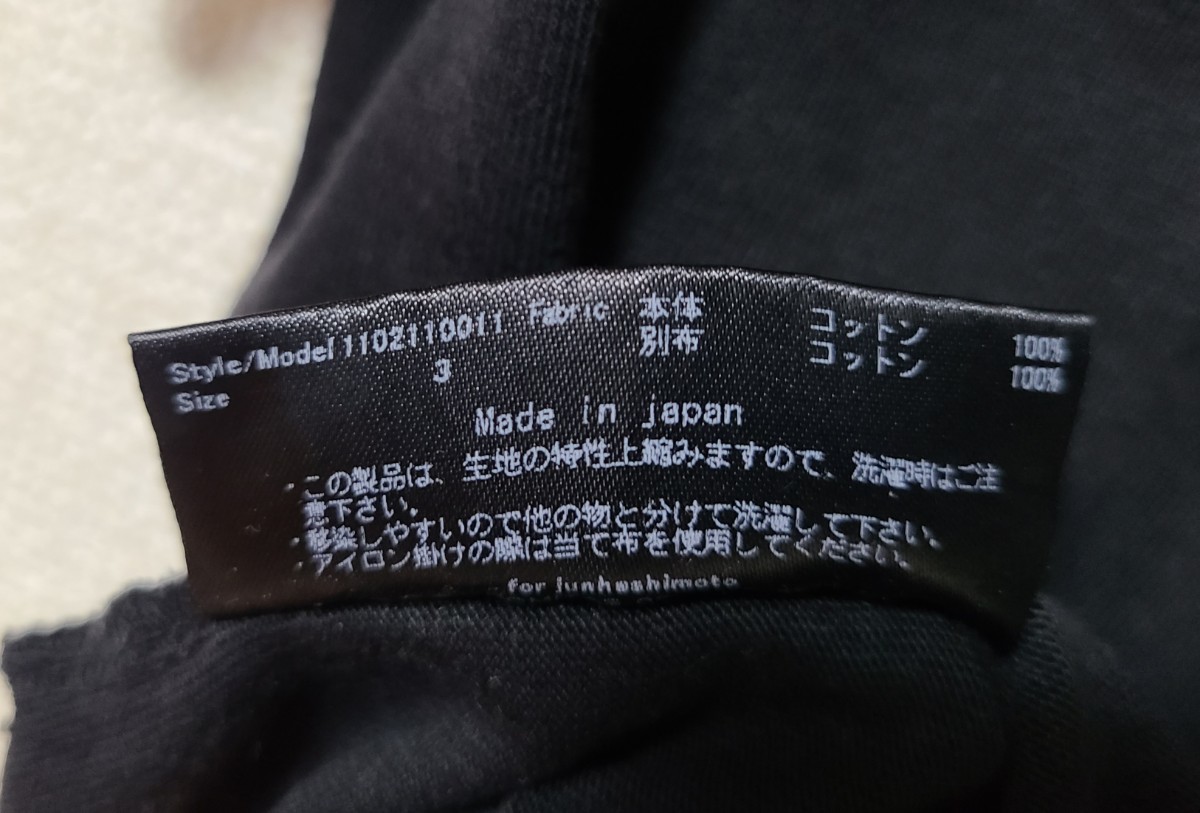 Style/Model 1102110011 Fabric 本体 コットン 100%
Size 3 別布 コットン 100%
Made in japan
・この製品は、生地の特性上縮みますので、洗濯時はご注
意下さい。
・移染しやすいので他の物と分けて洗濯して下さい。
・アイロン掛けの際は当て布を使用してください。
for junhashimoto